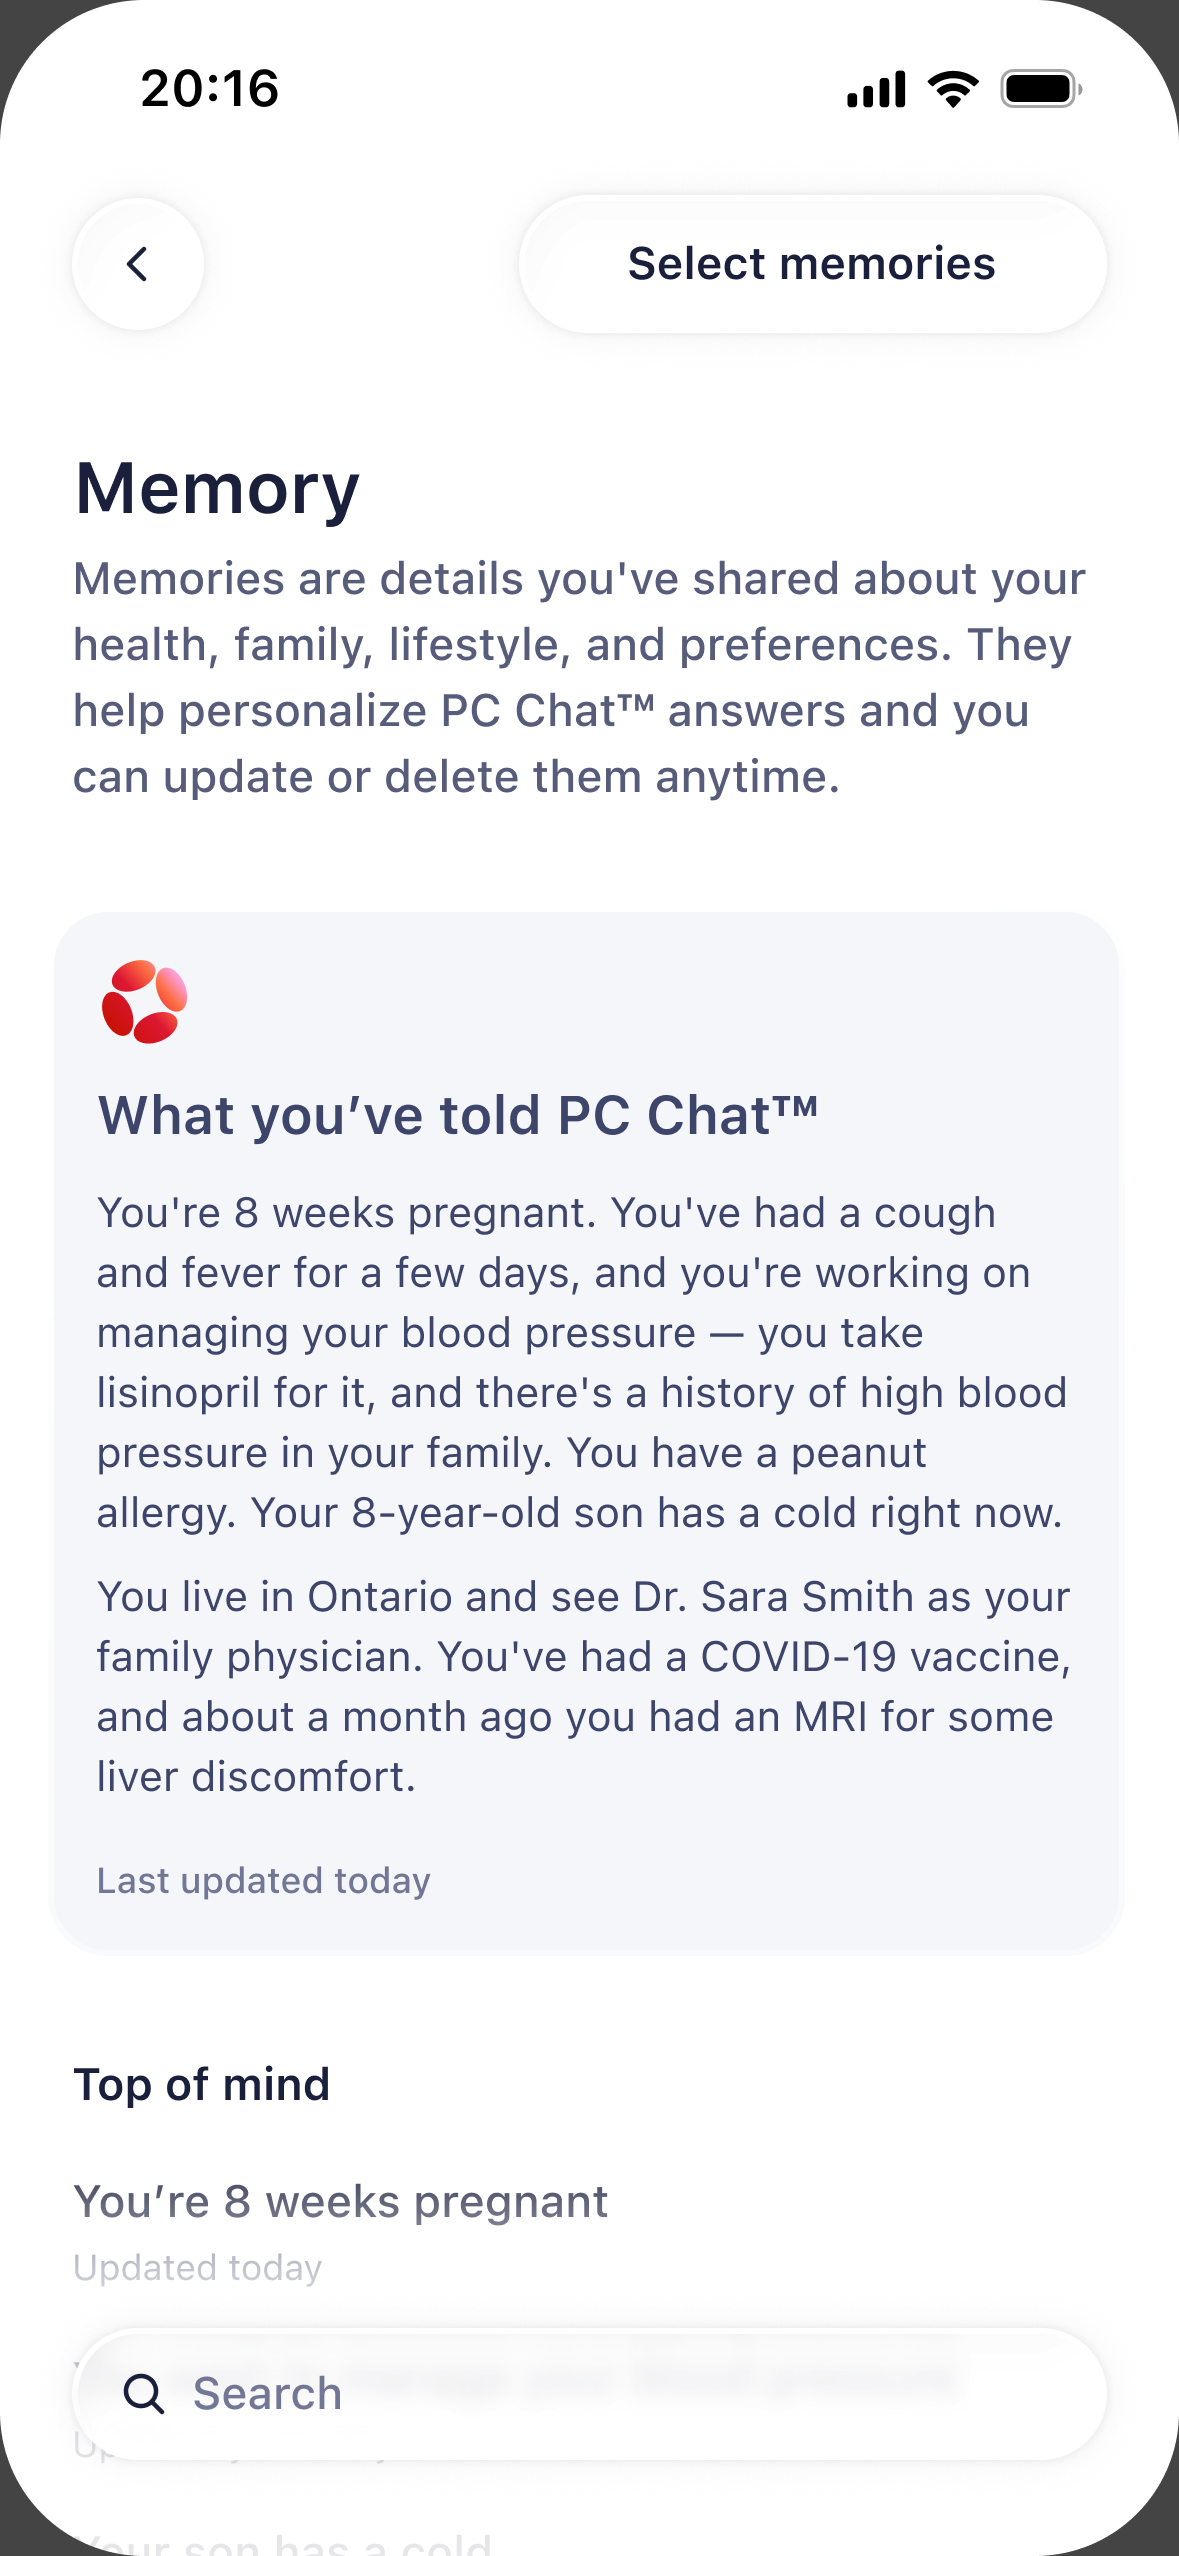 20:16
Select memories
Memory
Memories are details you've shared about your
health, family, lifestyle, and preferences. They
help personalize PC Chat™ answers and you
can update or delete them anytime.
What you’ve told PC Chat™
You're 8 weeks pregnant. You've had a cough
and fever for a few days, and you're working on
managing your blood pressure — you take
lisinopril for it, and there's a history of high blood
pressure in your family. You have a peanut
allergy. Your 8-year-old son has a cold right now.
You live in Ontario and see Dr. Sara Smith as your
family physician. You've had a COVID-19 vaccine,
and about a month ago you had an MRI for some
liver discomfort.
Last updated today
Top of mind
You’re 8 weeks pregnant
Updated today
Search
Your son has a cold